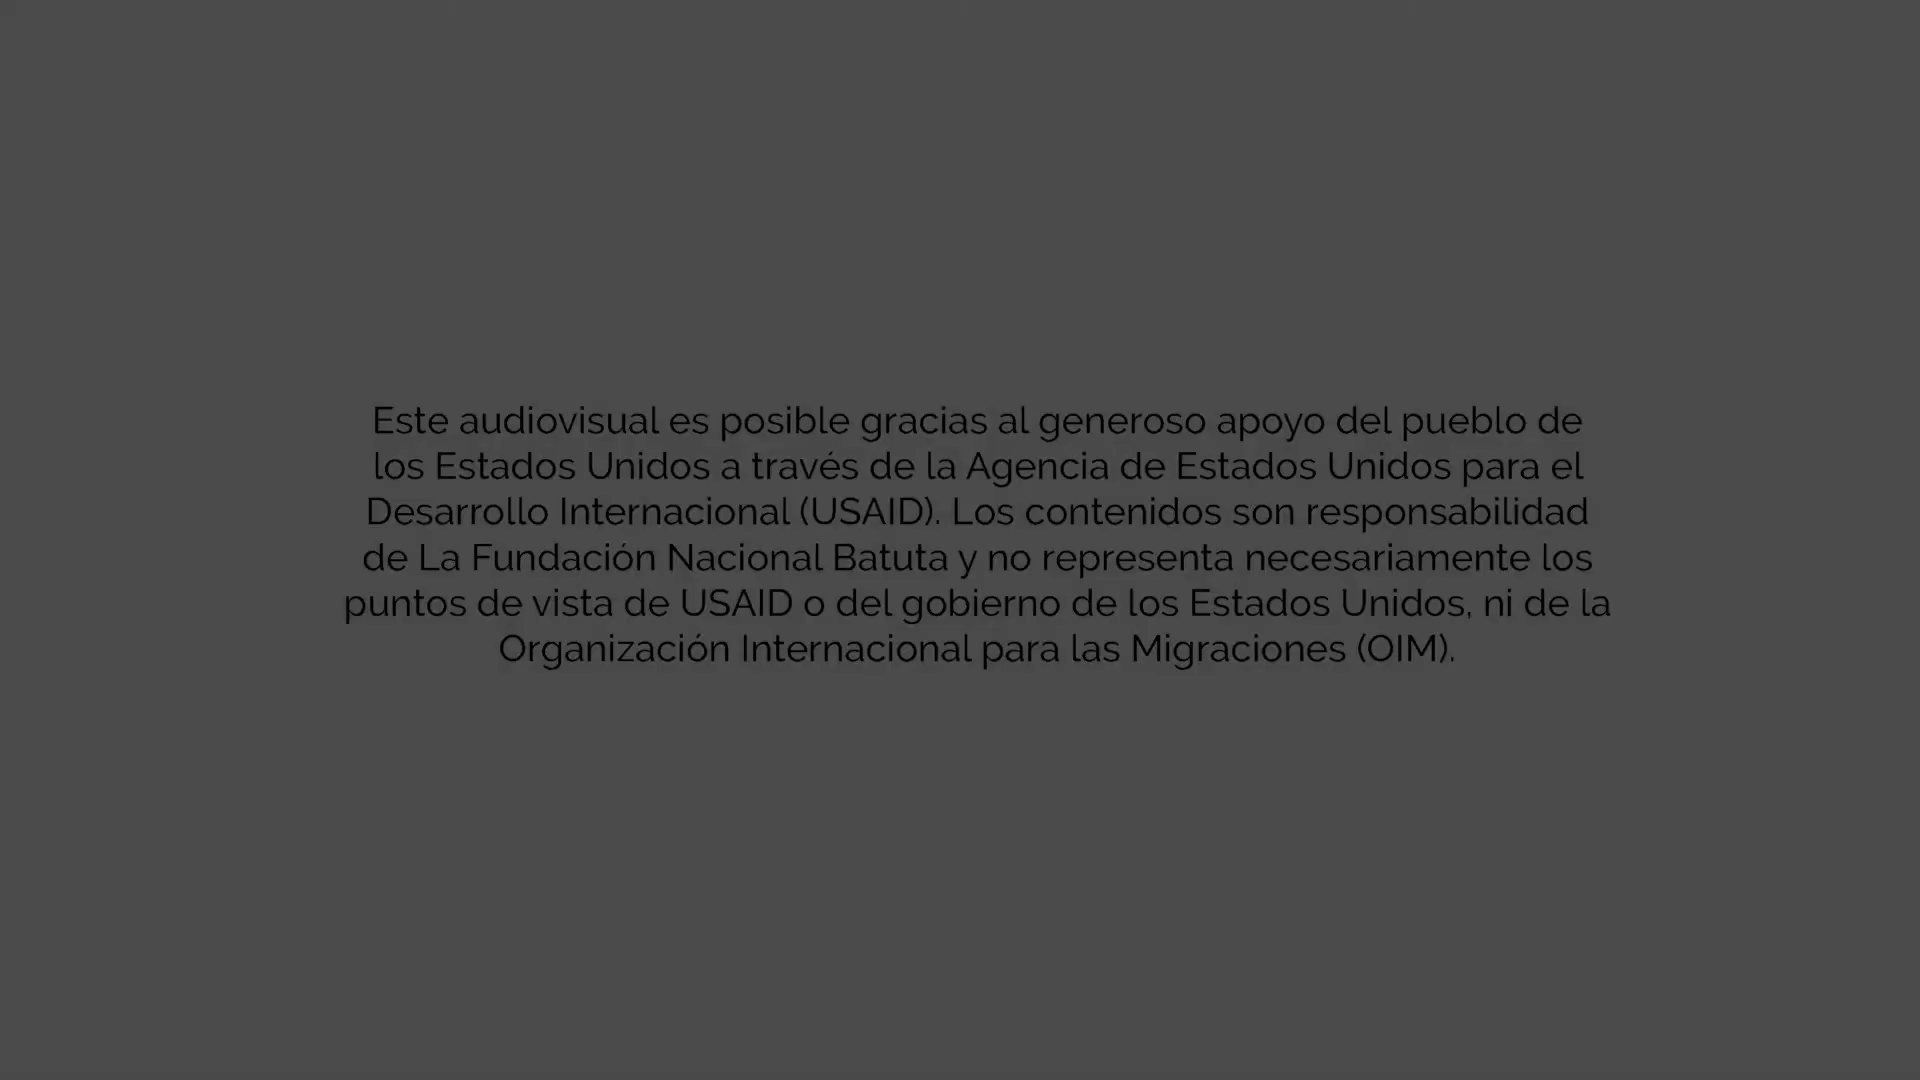 Este audiovisual es posible gracias al generoso apoyo del pueblo de
los Estados Unidos a través de la Agencia de Estados Unidos para el
Desarrollo Internacional (USAID). Los contenidos son responsabilidad
de La Fundación Nacional Batuta y no representa necesariamente los
puntos de vista de USAID o del gobierno de los Estados Unidos, ni de la
Organización Internacional para las Migraciones (OIM).